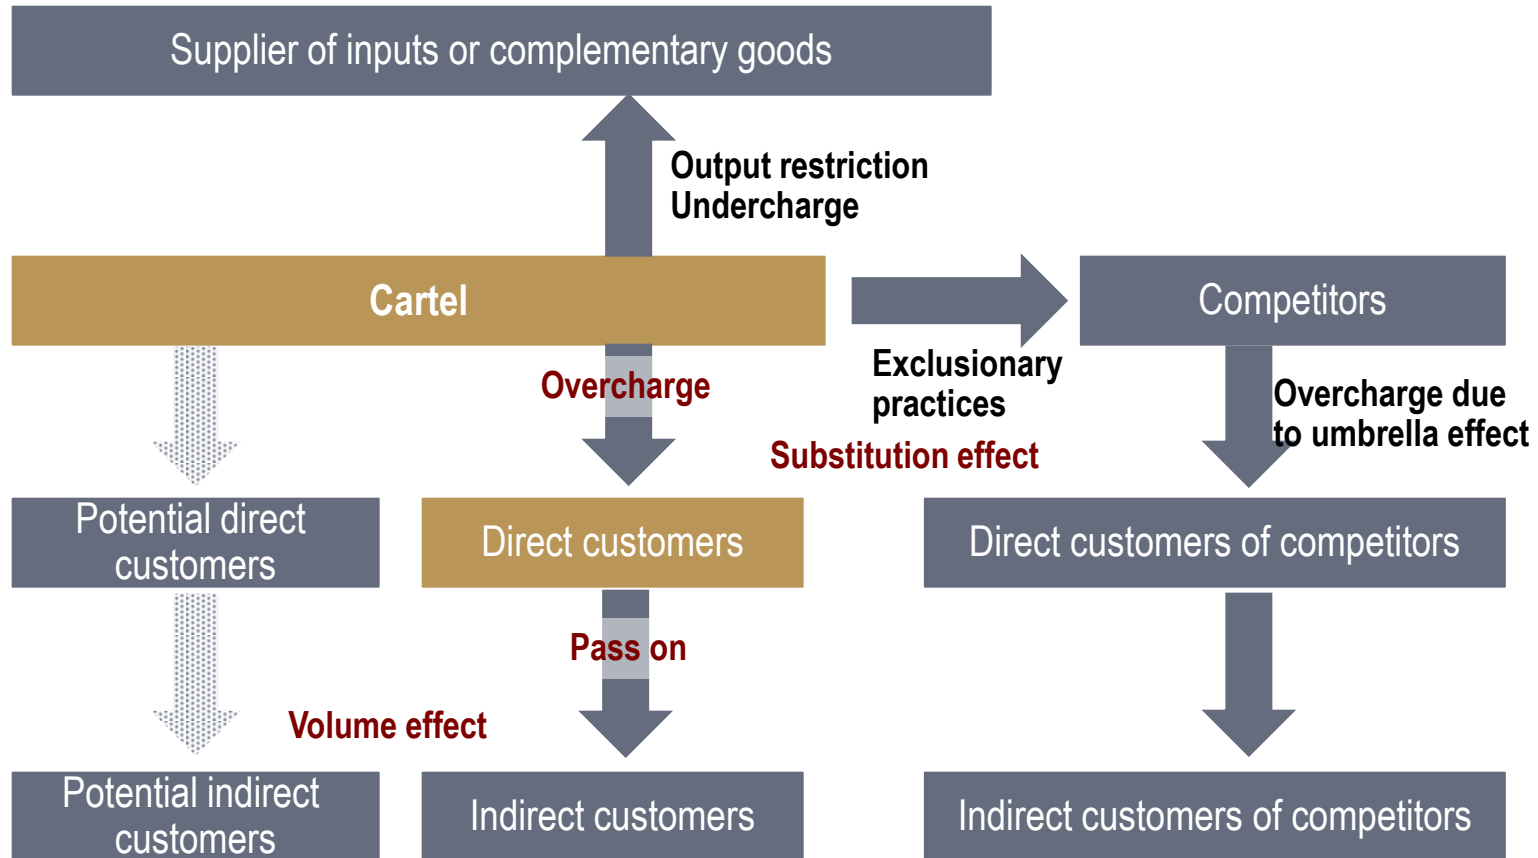 Supplier of inputs or complementary goods
Output restriction
Undercharge
Cartel
Competitors
Overcharge
Exclusionary
practices
Overcharge due
to umbrella effect
Substitution effect
Potential direct
customers
Direct customers
Direct customers of competitors
Pass on
Volume effect
Potential indirect
customers
Indirect customers
Indirect customers of competitors